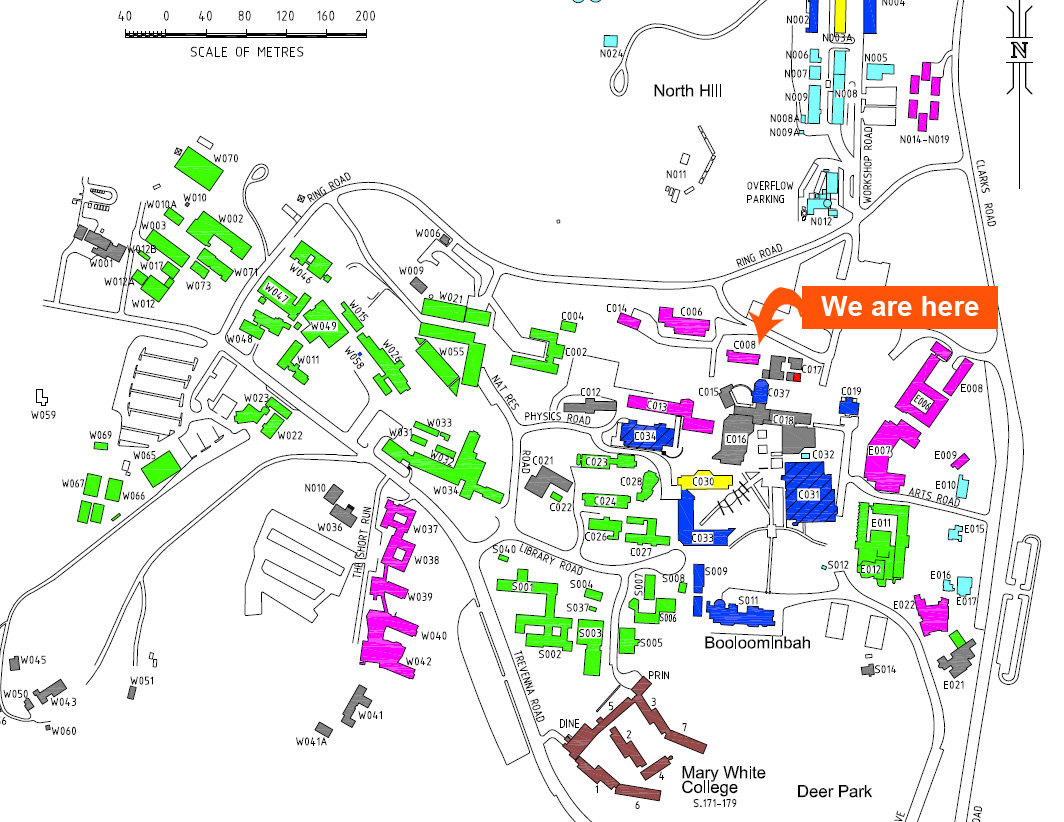 40 0 40 80 120 160 200
SCALE OF METRES
N024
North Hill
N002
N004
N003A
N006
N005
N007
N009
N008
N008A
N009A
N014-N019
N011
WORKSHOP ROAD
CLARKS ROAD
N
OVERFLOW
PARKING
N012
RING ROAD
RING ROAD
We are here
W070
W010
W010A
W002
W003
W012B
W001
W017
W071
W012A
W073
W012
W006
W009
W046
W047
W015
W021
W049
W048
W011
W058
W024
W055
C004
C002
C014
C006
C008
C017
C037
C015
C018
C019
C012
C013
C016
C018
C034
NAT RES
ROAD
PHYSICS ROAD
E008
E006
E007
E009
E010
ARTS ROAD
W059
W023
W022
W069
W065
W067
W066
W033
W031
W032
W034
C021
C022
C023
C028
C024
C026
C027
C030
C032
C031
C033
E011
E012
E015
E016
E017
E022
E021
N010
W036
THE SHORT RUN
W037
W038
W039
W040
W042
W041
W041A
W045
W050
W043
W051
W060
S040
LIBRARY ROAD
S001
S004
S037
S002
S003
S007
S008
S006
S005
S009
S011
S012
S014
Booloominbah
TREVENNA ROAD
PRIN
DINE
5
3
7
2
4
1
6
Mary White
College
S.171-179
Deer Park